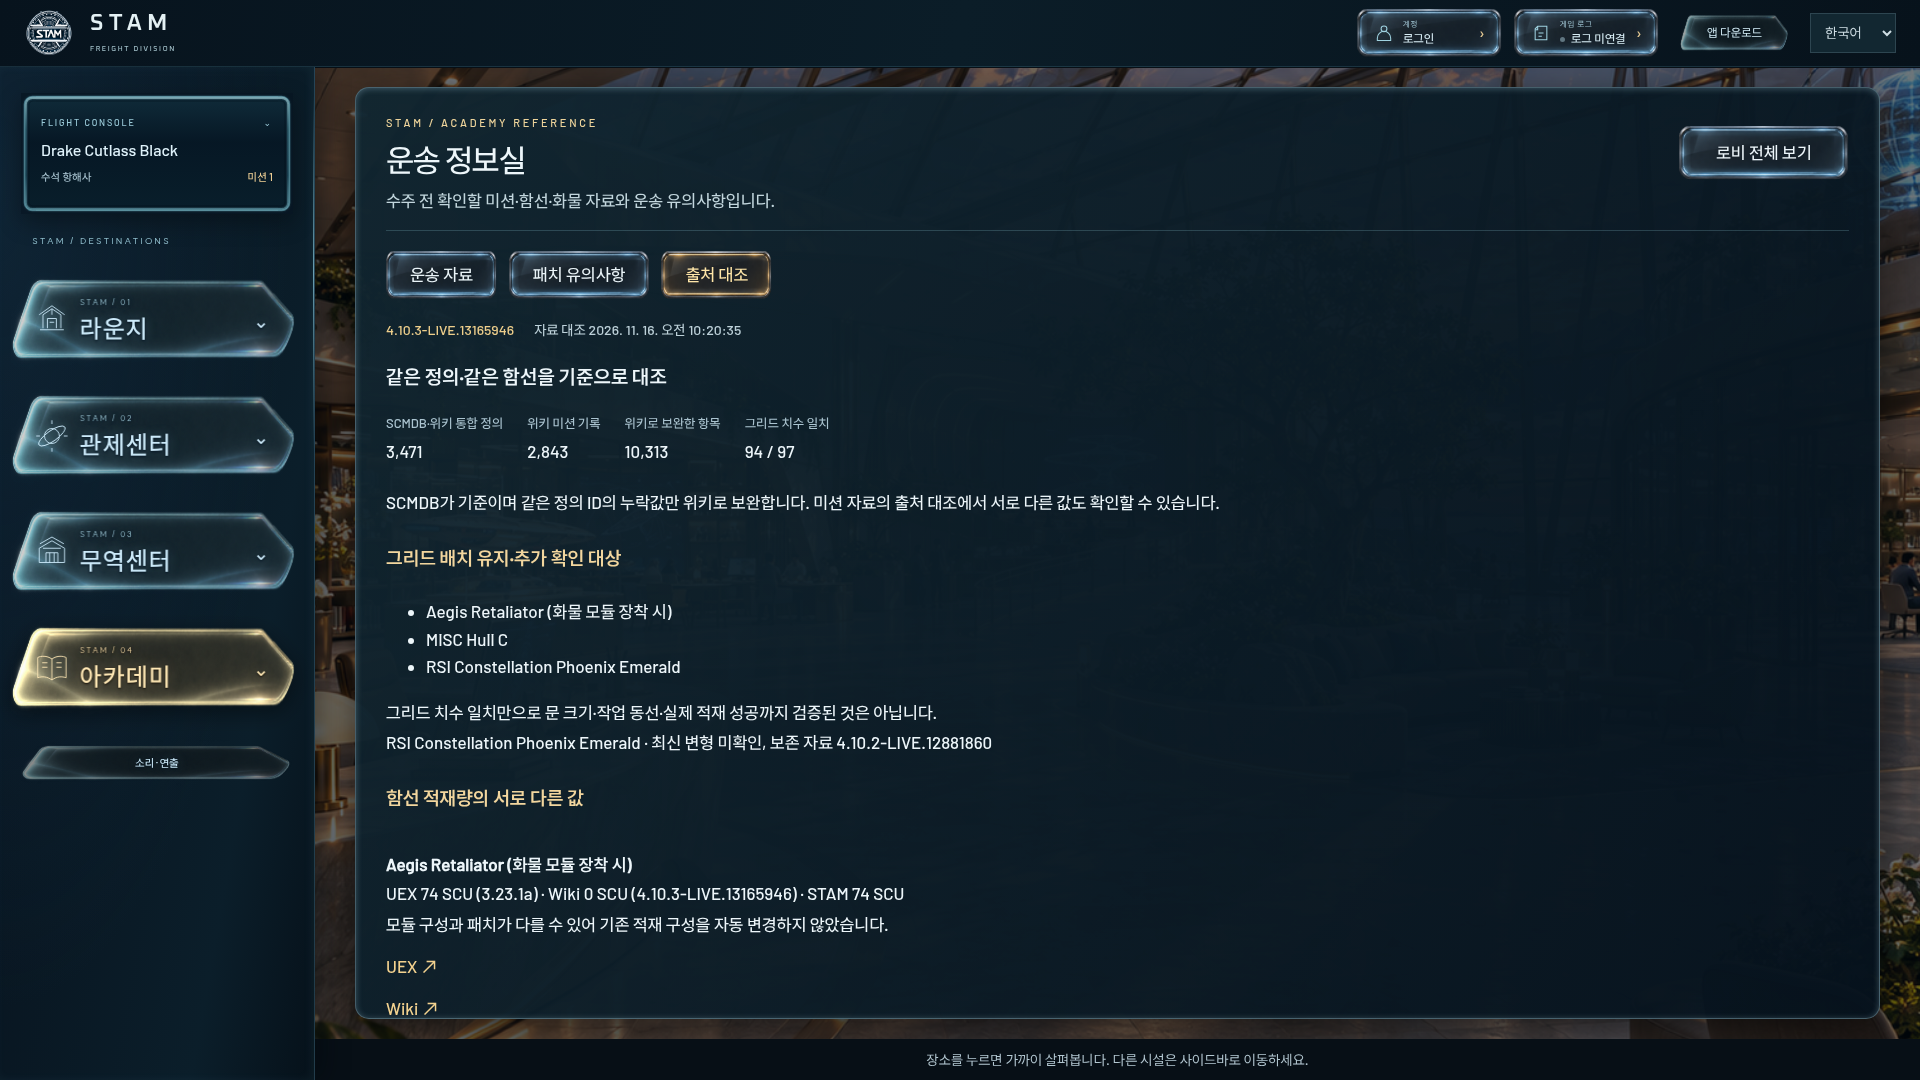 STAM
STAM
FREIGHT DIVISION
계정
로그인
게임 로그
로그 미연결
앱 다운로드
한국어
FLIGHT CONSOLE
Drake Cutlass Black
수석 항해사
미션 1
STAM / DESTINATIONS
STAM / 01
라운지
STAM / 02
관제센터
STAM / 03
무역센터
STAM / 04
아카데미
소리·연출
STAM / ACADEMY REFERENCE
운송 정보실
수주 전 확인할 미션·함선·화물 자료와 운송 유의사항입니다.
로비 전체 보기
운송 자료
패치 유의사항
출처 대조
4.10.3-LIVE.13165946
자료 대조 2026. 11. 16. 오전 10:20:35
같은 정의·같은 함선을 기준으로 대조
SCMDB·위키 통합 정의
위키 미션 기록
위키로 보완한 항목
그리드 치수 일치
3,471
2,843
10,313
94 / 97
SCMDB가 기준이며 같은 정의 ID의 누락값만 위키로 보완합니다. 미션 자료의 출처 대조에서 서로 다른 값도 확인할 수 있습니다.
그리드 배치 유지·추가 확인 대상
Aegis Retaliator (화물 모듈 장착 시)
MISC Hull C
RSI Constellation Phoenix Emerald
그리드 치수 일치만으로 문 크기·작업 동선·실제 적재 성공까지 검증된 것은 아닙니다.
RSI Constellation Phoenix Emerald · 최신 변형 미확인, 보존 자료 4.10.2-LIVE.12881860
함선 적재량의 서로 다른 값
Aegis Retaliator (화물 모듈 장착 시)
UEX 74 SCU (3.23.1a) · Wiki 0 SCU (4.10.3-LIVE.13165946) · STAM 74 SCU
모듈 구성과 패치가 다를 수 있어 기존 적재 구성을 자동 변경하지 않았습니다.
UEX ↗
Wiki ↗
장소를 누르면 가까이 살펴봅니다. 다른 시설은 사이드바로 이동하세요.